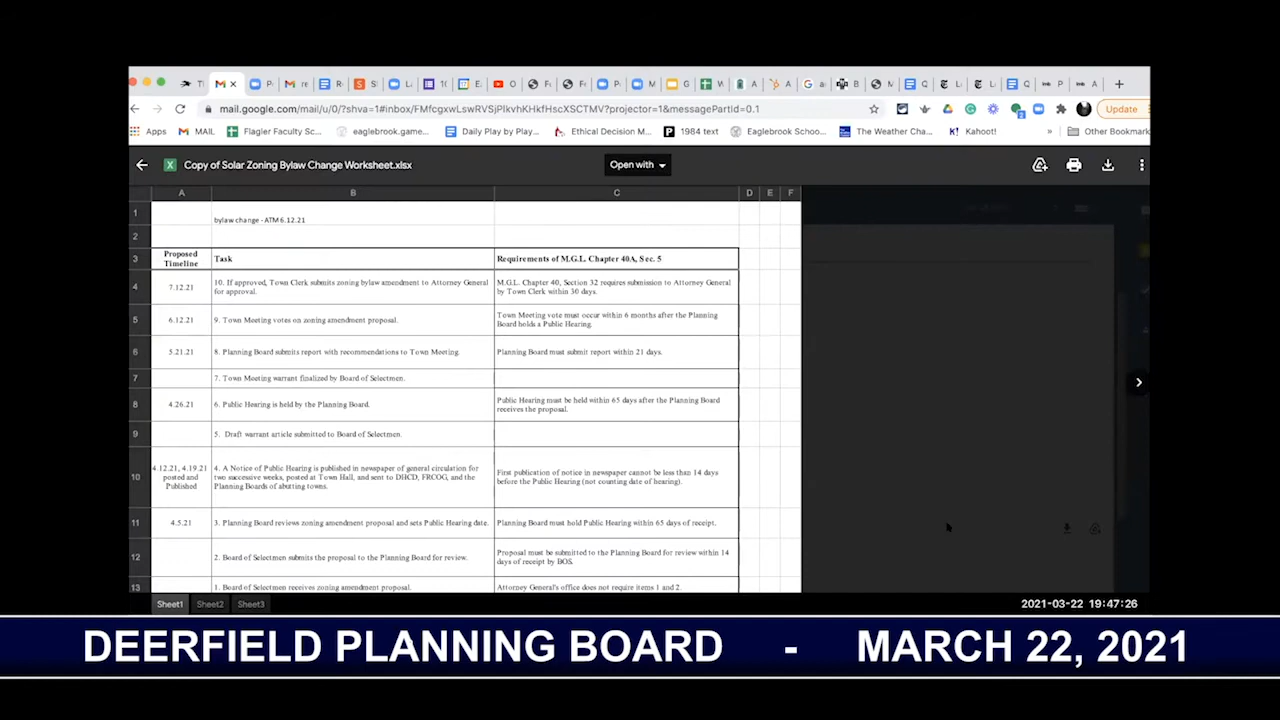 mail.google.com/mail/u/0/?shva=1#inbox/FMfcgxwLswRVSjPlkvhKHkfHscXSCTMV?projector=1&messagePartId=0.1
Update
Apps
MAIL
Flagler Faculty Sc...
eaglebrook.game...
Daily Play by Play...
Ethical Decision M...
1984 text
Eaglebrook Schoo...
The Weather Cha...
Kahoot!
»
Other Bookmark
Copy of Solar Zoning Bylaw Change Worksheet.xlsx
Open with
A B C D E F
1
bylaw change - ATM 6.12.21
2
3
Proposed
Timeline
Task
Requirements of M.G.L. Chapter 40A, Sec. 5
4
7.12.21
10. If approved, Town Clerk submits zoning bylaw amendment to Attorney General
for approval.
M.G.L. Chapter 40, Section 32 requires submission to Attorney General
by Town Clerk within 30 days.
5
6.12.21
9. Town Meeting votes on zoning amendment proposal.
Town Meeting vote must occur within 6 months after the Planning
Board holds a Public Hearing.
6
5.21.21
8. Planning Board submits report with recommendations to Town Meeting.
Planning Board must submit report within 21 days.
7
7. Town Meeting warrant finalized by Board of Selectmen.
8
4.26.21
6. Public Hearing is held by the Planning Board.
Public Hearing must be held within 65 days after the Planning Board
receives the proposal.
9
5. Draft warrant article submitted to Board of Selectmen.
10
4.12.21, 4.19.21
posted and
Published
4. A Notice of Public Hearing is published in newspaper of general circulation for
two successive weeks, posted at Town Hall, and sent to DHCD, FRCOG, and the
Planning Boards of abutting towns.
First publication of notice in newspaper cannot be less than 14 days
before the Public Hearing (not counting date of hearing).
11
4.5.21
3. Planning Board reviews zoning amendment proposal and sets Public Hearing date.
Planning Board must hold Public Hearing within 65 days of receipt.
12
2. Board of Selectmen submits the proposal to the Planning Board for review.
Proposal must be submitted to the Planning Board for review within 14
days of receipt by BOS.
13
1. Board of Selectmen receives zoning amendment proposal.
Attorney General's office does not require items 1 and 2.
Sheet1 Sheet2 Sheet3
2021-03-22 19:47:26
DEERFIELD PLANNING BOARD - MARCH 22, 2021